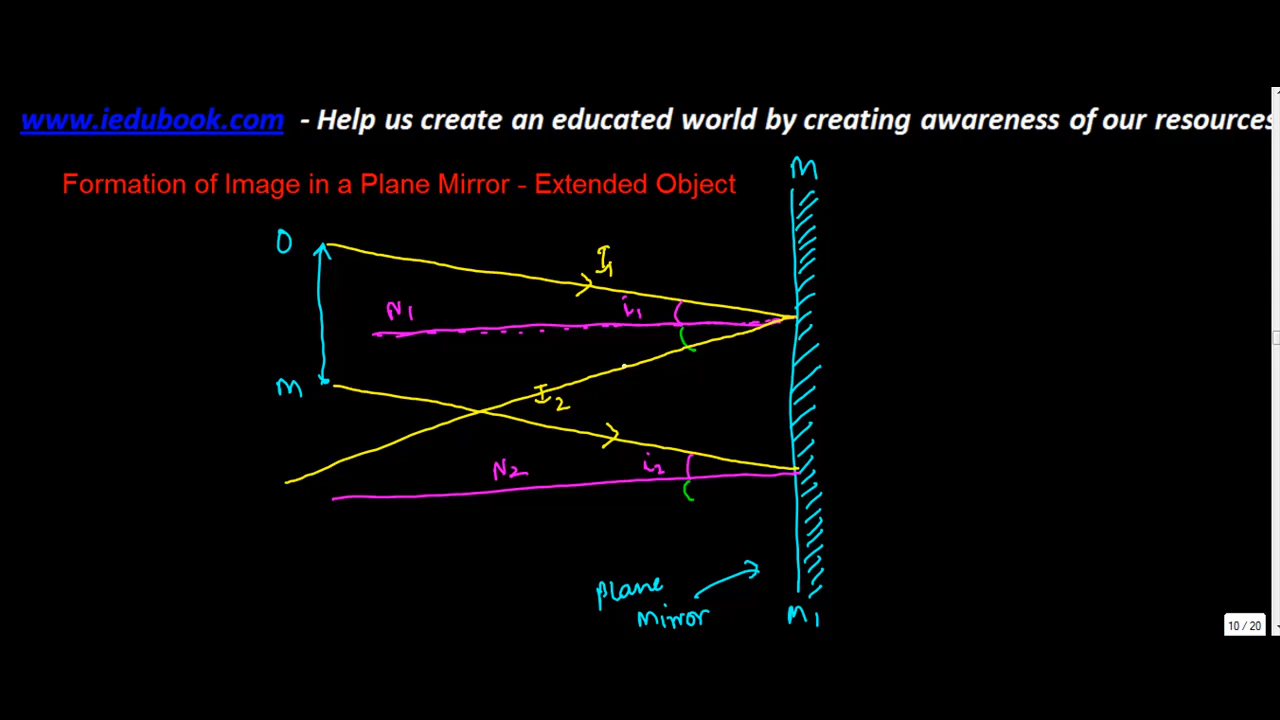 www.iedubook.com - Help us create an educated world by creating awareness of our resources
Formation of Image in a Plane Mirror - Extended Object
M
O
I1
N1
i1
M
I2
N2
i2
plane
mirror
M1
10 / 20